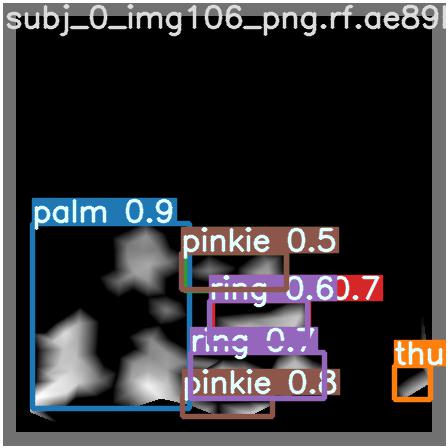 subj_0_img106_png.rf.ae89
palm 0.9
pinkie 0.5
ring 0.6
0.7
ring 0.7
thu
pinkie 0.8